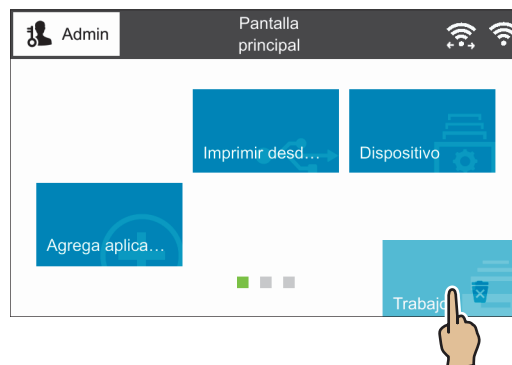 Admin
Pantalla
principal
Imprimir desd...
Dispositivo
Agrega aplica...
Trabajo